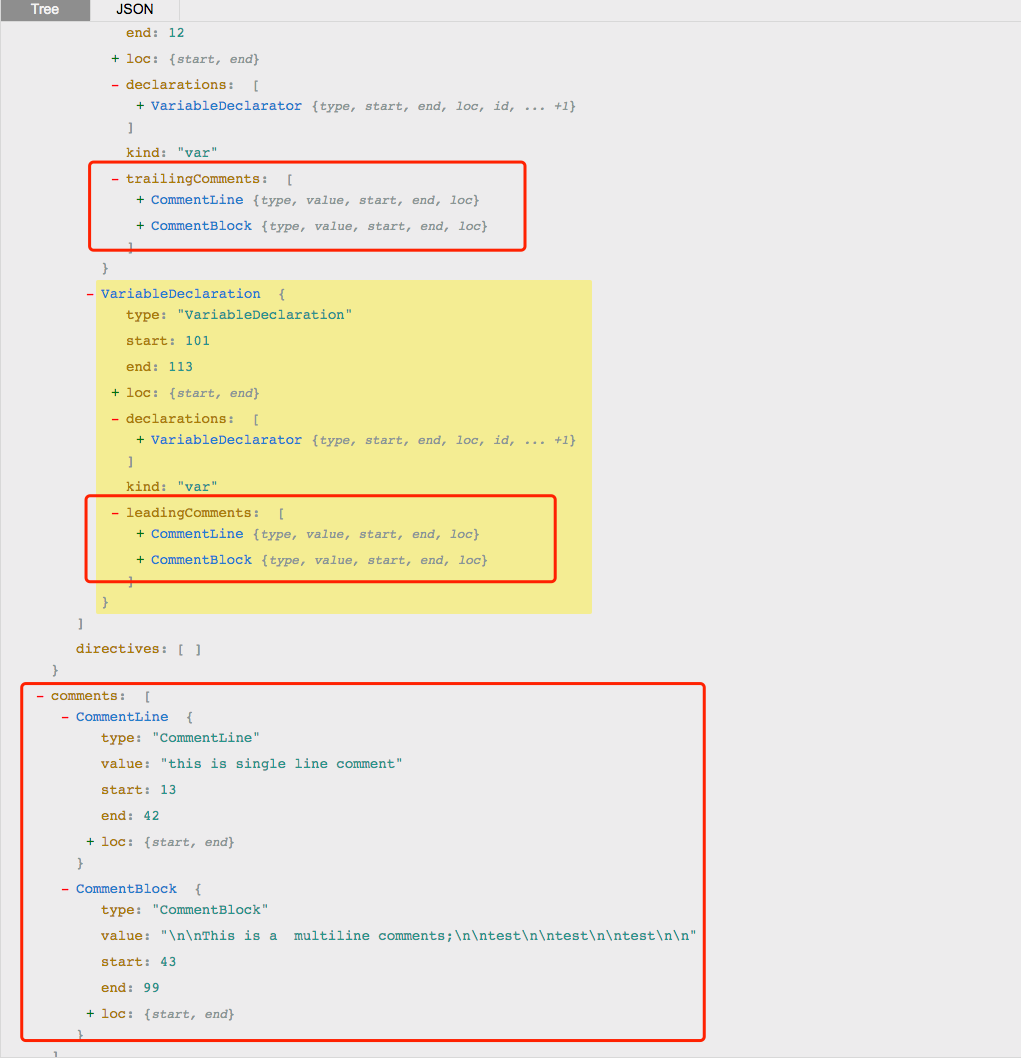 Tree JSON
end: 12
+ loc: {start, end}
- declarations: [
+ VariableDeclarator {type, start, end, loc, id, ... +1}
]
kind: "var"
- trailingComments: [
+ CommentLine {type, value, start, end, loc}
+ CommentBlock {type, value, start, end, loc}
]
}
- VariableDeclaration {
type: "VariableDeclaration"
start: 101
end: 113
+ loc: {start, end}
- declarations: [
+ VariableDeclarator {type, start, end, loc, id, ... +1}
]
kind: "var"
- leadingComments: [
+ CommentLine {type, value, start, end, loc}
+ CommentBlock {type, value, start, end, loc}
]
}
]
directives: [ ]
}
- comments: [
- CommentLine {
type: "CommentLine"
value: "this is single line comment"
start: 13
end: 42
+ loc: {start, end}
}
- CommentBlock {
type: "CommentBlock"
value: "\n\nThis is a  multiline comments;\n\ntest\n\ntest\n\ntest\n\n"
start: 43
end: 99
+ loc: {start, end}
}
]